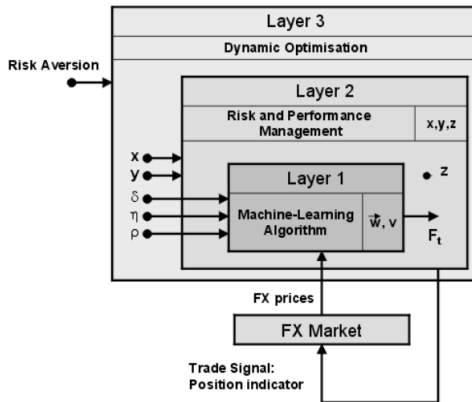 Layer 3
Dynamic Optimisation
Risk Aversion
Layer 2
Risk and Performance
Management
x,y,z
x
y
δ
η
ρ
Layer 1
Machine-Learning
Algorithm
w, v
z
Ft
FX prices
FX Market
Trade Signal:
Position indicator